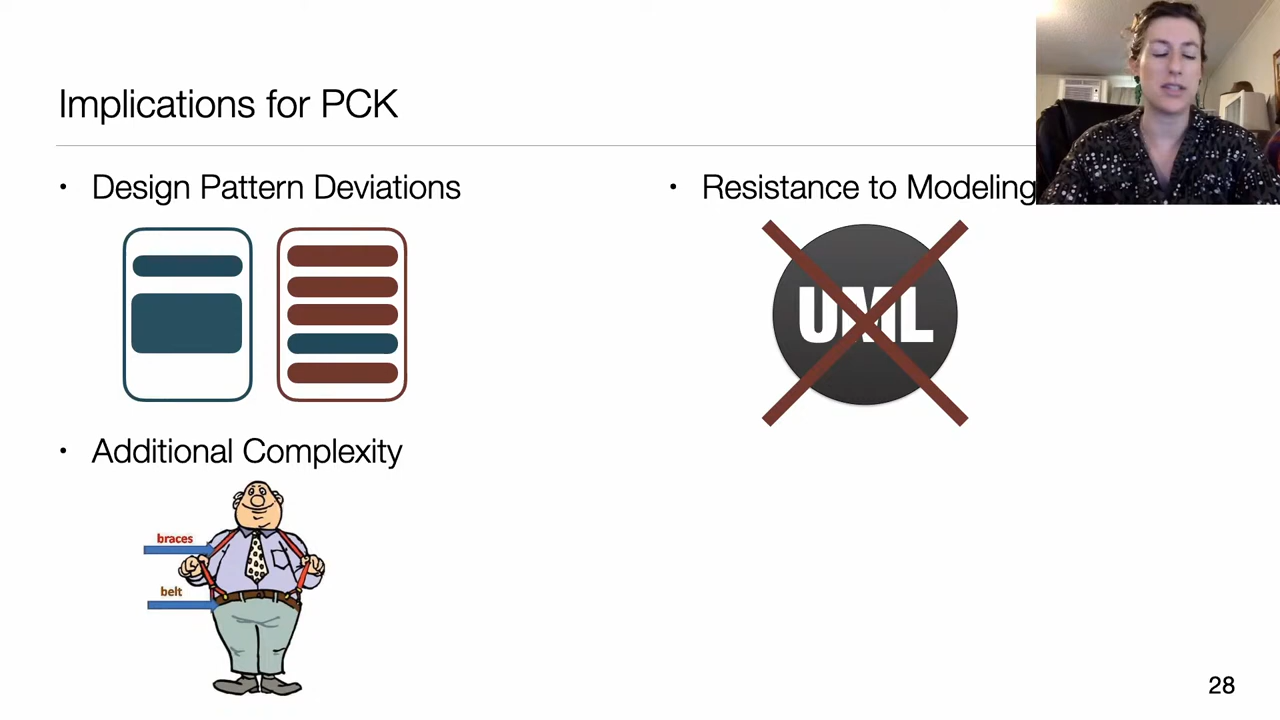 Implications for PCK
• Design Pattern Deviations
• Additional Complexity
braces
belt
• Resistance to Modeling
UML
28